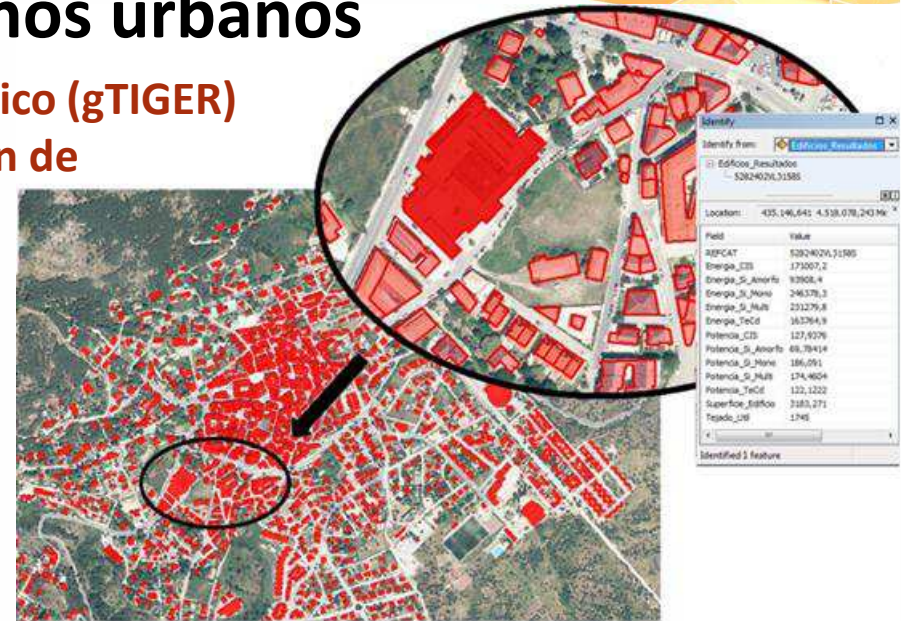 nos urbanos
ico (gTIGER)
n de
Identify
Identify from: Edificios_Resultados
Edificios_Resultados
5282402VL3158S
Location: 435.146,641 4.518.078,243
Field Value
REFCAT 5282402VL3158S
Energia_CIS 173007,2
Energia_Si_Amorfo 93908,4
Energia_Si_Mono 246378,3
Energia_Si_Multi 231279,8
Energia_TeCd 163764,9
Potencia_CIS 127,9376
Potencia_Si_Amorfo 69,78414
Potencia_Si_Mono 186,091
Potencia_Si_Multi 174,4604
Potencia_TeCd 122,1222
Superficie_Edificio 3183,271
Tejado_Util 1745
Identified 1 feature